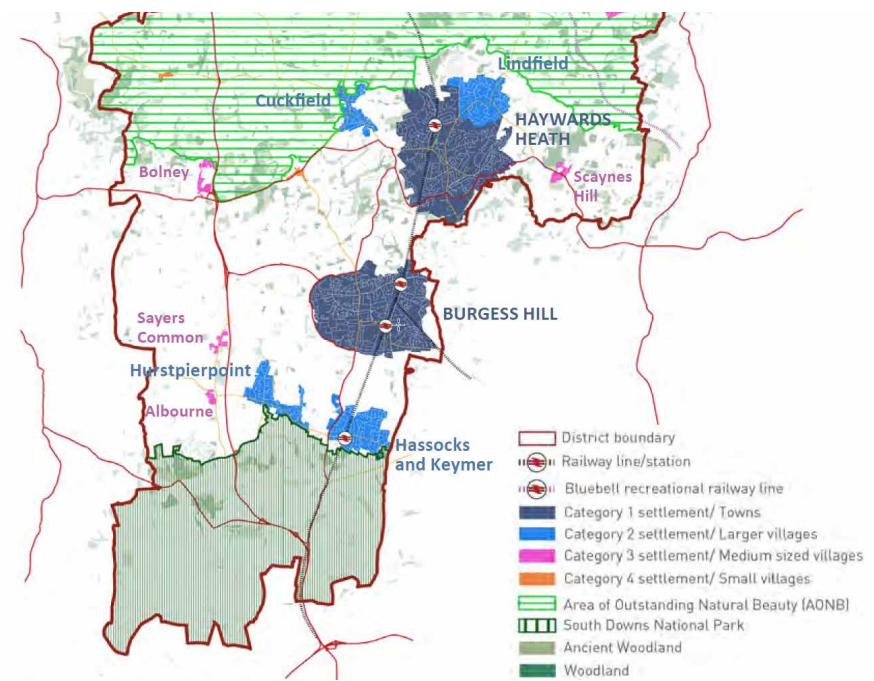 Lindfield
Cuckfield
HAYWARDS
HEATH
Bolney
Scaynes
Hill
BURGESS HILL
Sayers
Common
Hurstpierpoint
Albourne
Hassocks
and Keymer
District boundary
Railway line/station
Bluebell recreational railway line
Category 1 settlement/ Towns
Category 2 settlement/ Larger villages
Category 3 settlement/ Medium sized villages
Category 4 settlement/ Small villages
Area of Outstanding Natural Beauty (AONB)
South Downs National Park
Ancient Woodland
Woodland